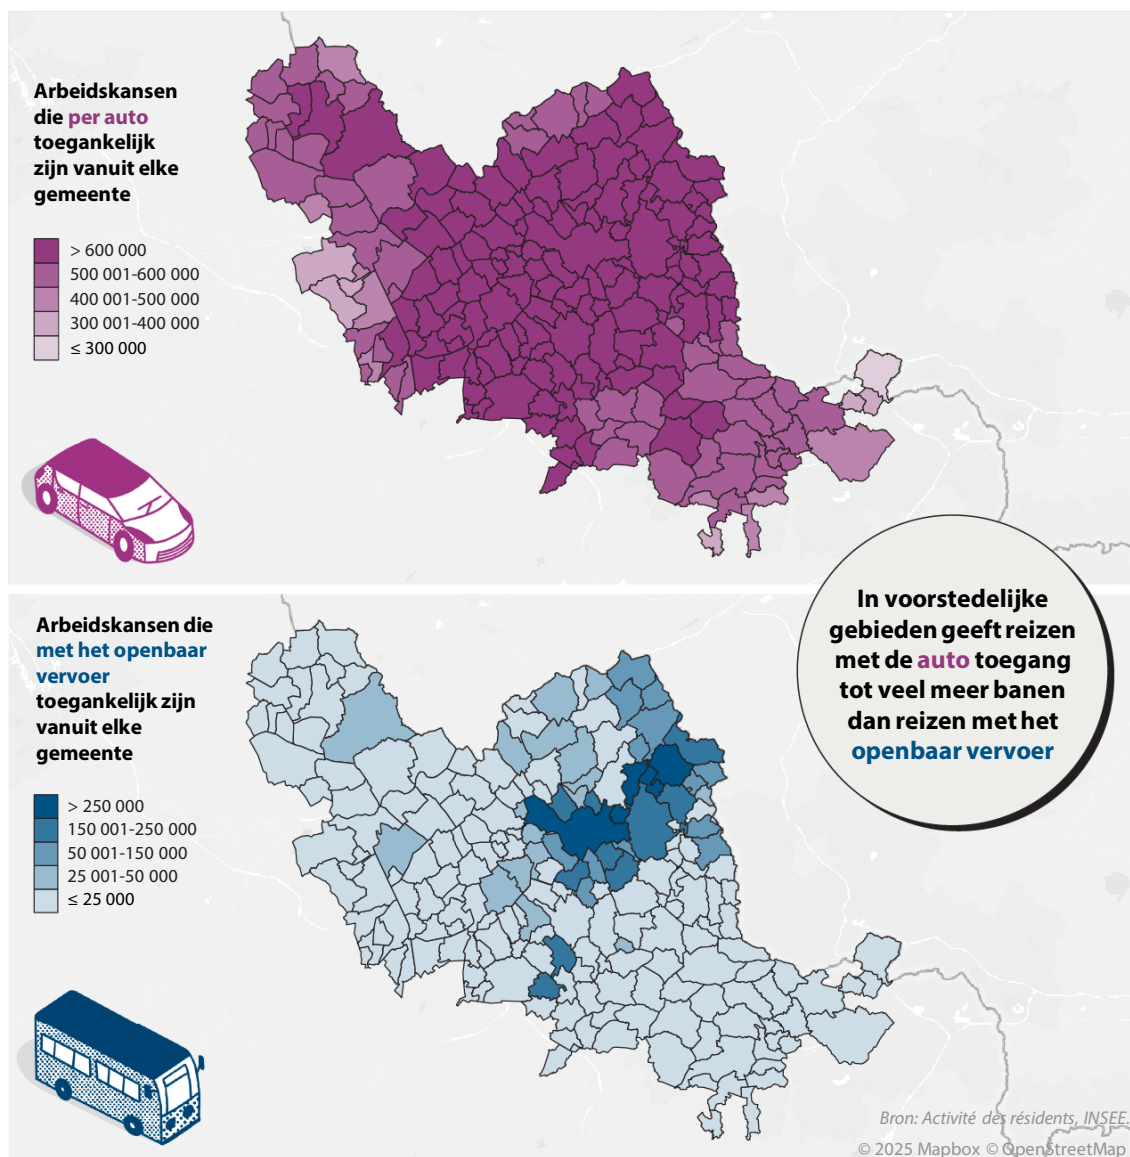 Arbeidskansen
die per auto
toegankelijk
zijn vanuit elke
gemeente
> 600 000
500 001-600 000
400 001-500 000
300 001-400 000
≤ 300 000
In voorstedelijke
gebieden geeft reizen
met de auto toegang
tot veel meer banen
dan reizen met het
openbaar vervoer
Arbeidskansen die
met het openbaar
vervoer
toegankelijk zijn
vanuit elke
gemeente
> 250 000
150 001-250 000
50 001-150 000
25 001-50 000
≤ 25 000
Bron: Activité des résidents, INSEE.
© 2025 Mapbox © OpenStreetMap